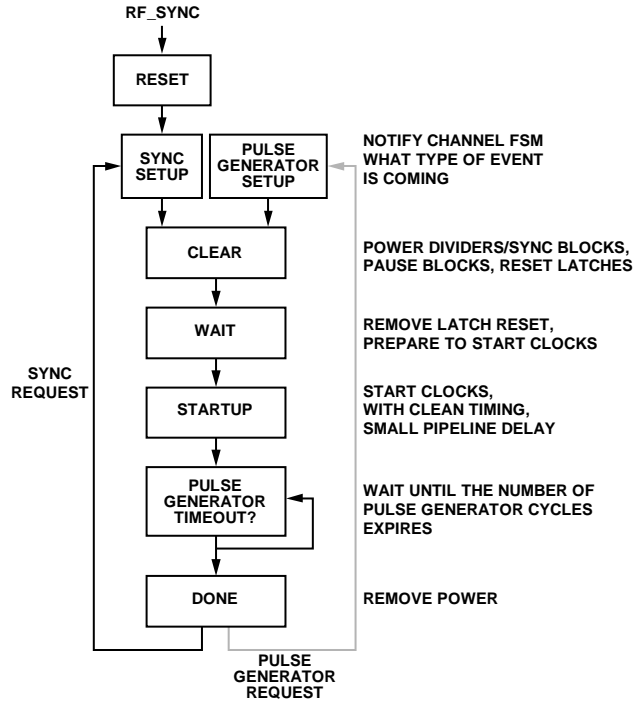 RF_SYNC
RESET
SYNC
SETUP
PULSE
GENERATOR
SETUP
NOTIFY CHANNEL FSM
WHAT TYPE OF EVENT
IS COMING
CLEAR
POWER DIVIDERS/SYNC BLOCKS,
PAUSE BLOCKS, RESET LATCHES
WAIT
REMOVE LATCH RESET,
PREPARE TO START CLOCKS
SYNC
REQUEST
STARTUP
START CLOCKS,
WITH CLEAN TIMING,
SMALL PIPELINE DELAY
PULSE
GENERATOR
TIMEOUT?
WAIT UNTIL THE NUMBER OF
PULSE GENERATOR CYCLES
EXPIRES
DONE
REMOVE POWER
PULSE
GENERATOR
REQUEST